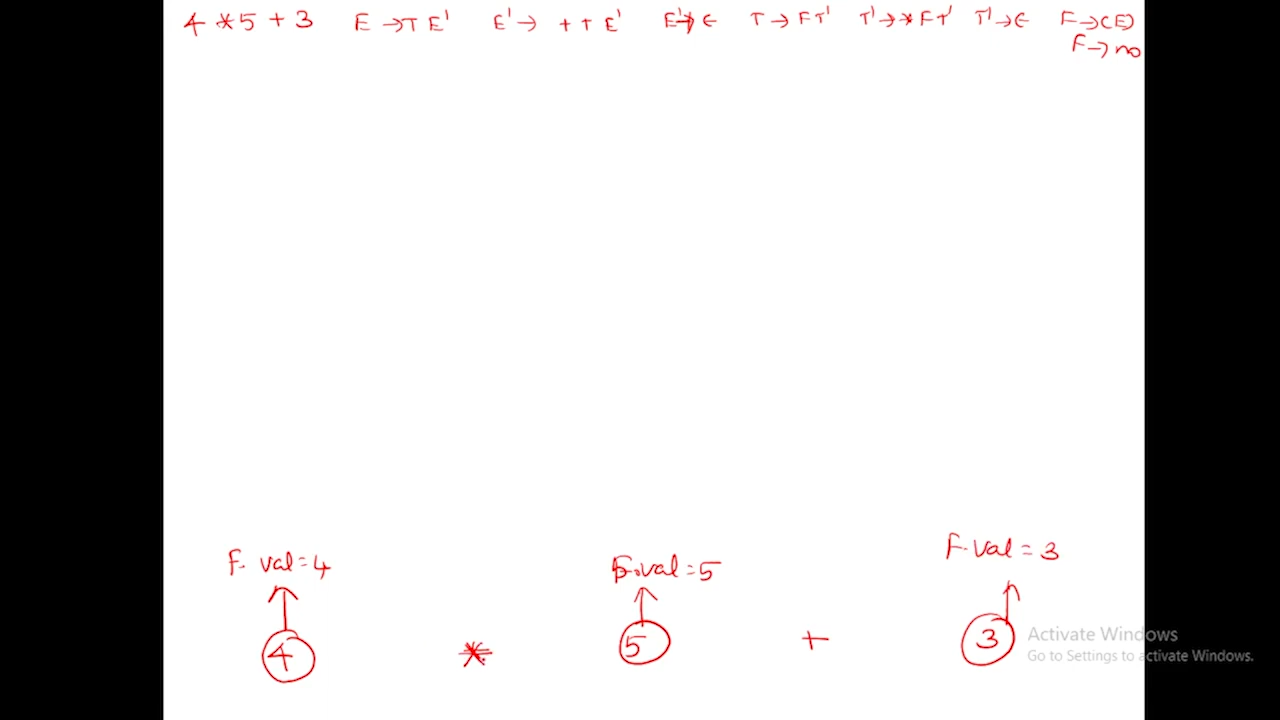 4 * 5 + 3 E → T E' E' → + T E' E' → ϵ T → F T' T' → * F T' T' → ϵ F → (E)
F → no
F. val = 4 F.val = 5 F.val = 3
4 * 5 + 3
Activate Windows
Go to Settings to activate Windows.